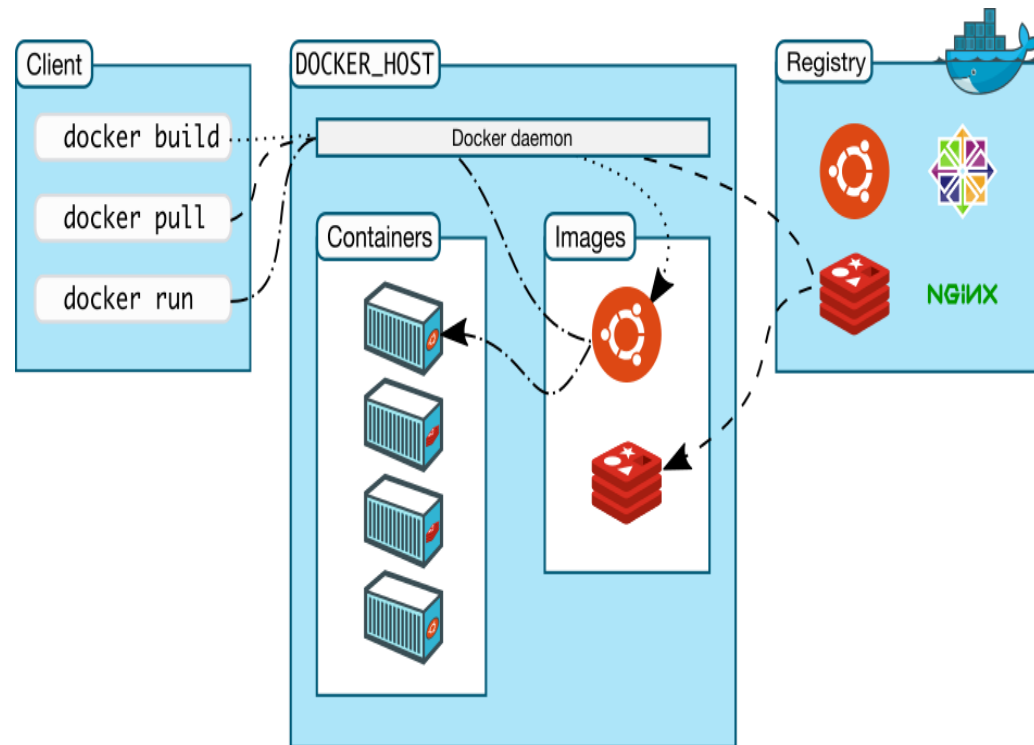 Client
docker build
docker pull
docker run
DOCKER_HOST
Docker daemon
Containers
Images
Registry
NGiNX